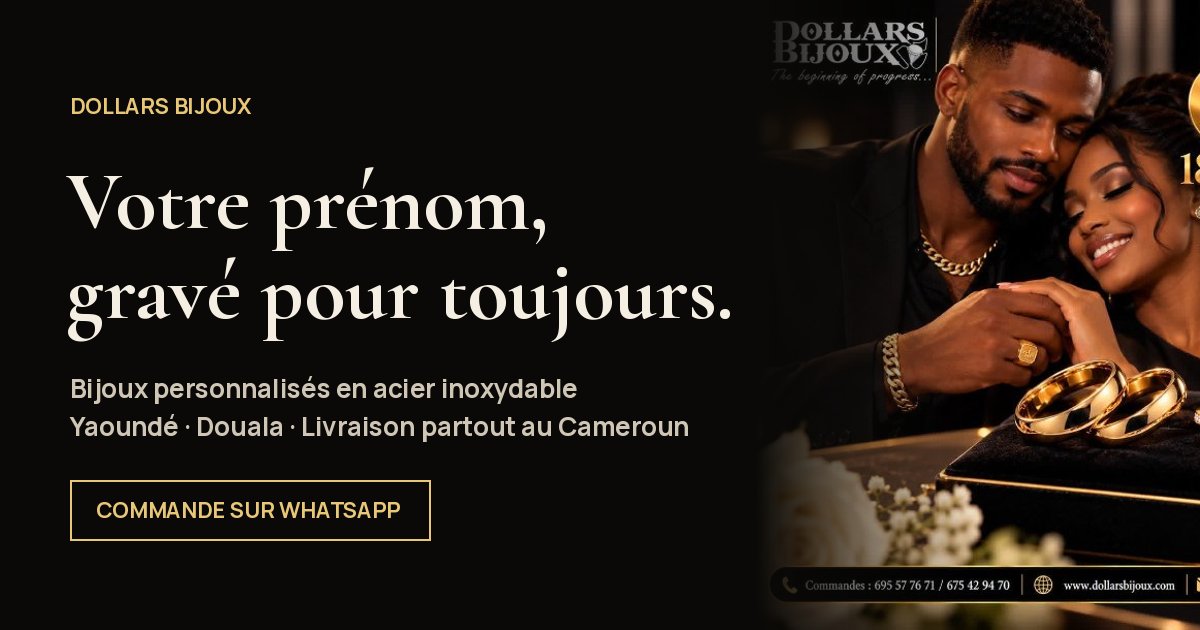 DOLLARS BIJOUX
Votre prénom,
gravé pour toujours.
Bijoux personnalisés en acier inoxydable
Yaoundé · Douala · Livraison partout au Cameroun
COMMANDE SUR WHATSAPP
DOLLARS
BIJOUX
The beginning of progress...
18
Commandes : 695 57 76 71 / 675 42 94 70
www.dollarsbijoux.com